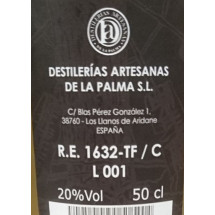 DESTILERÍAS ARTESANAS
DE LA PALMA S.L.
C/ Blas Pérez González 1.
38760 - Los Llanos de Aridane
ESPAÑA
R.E. 1632-TF / C
L 001
20%Vol 50 cl